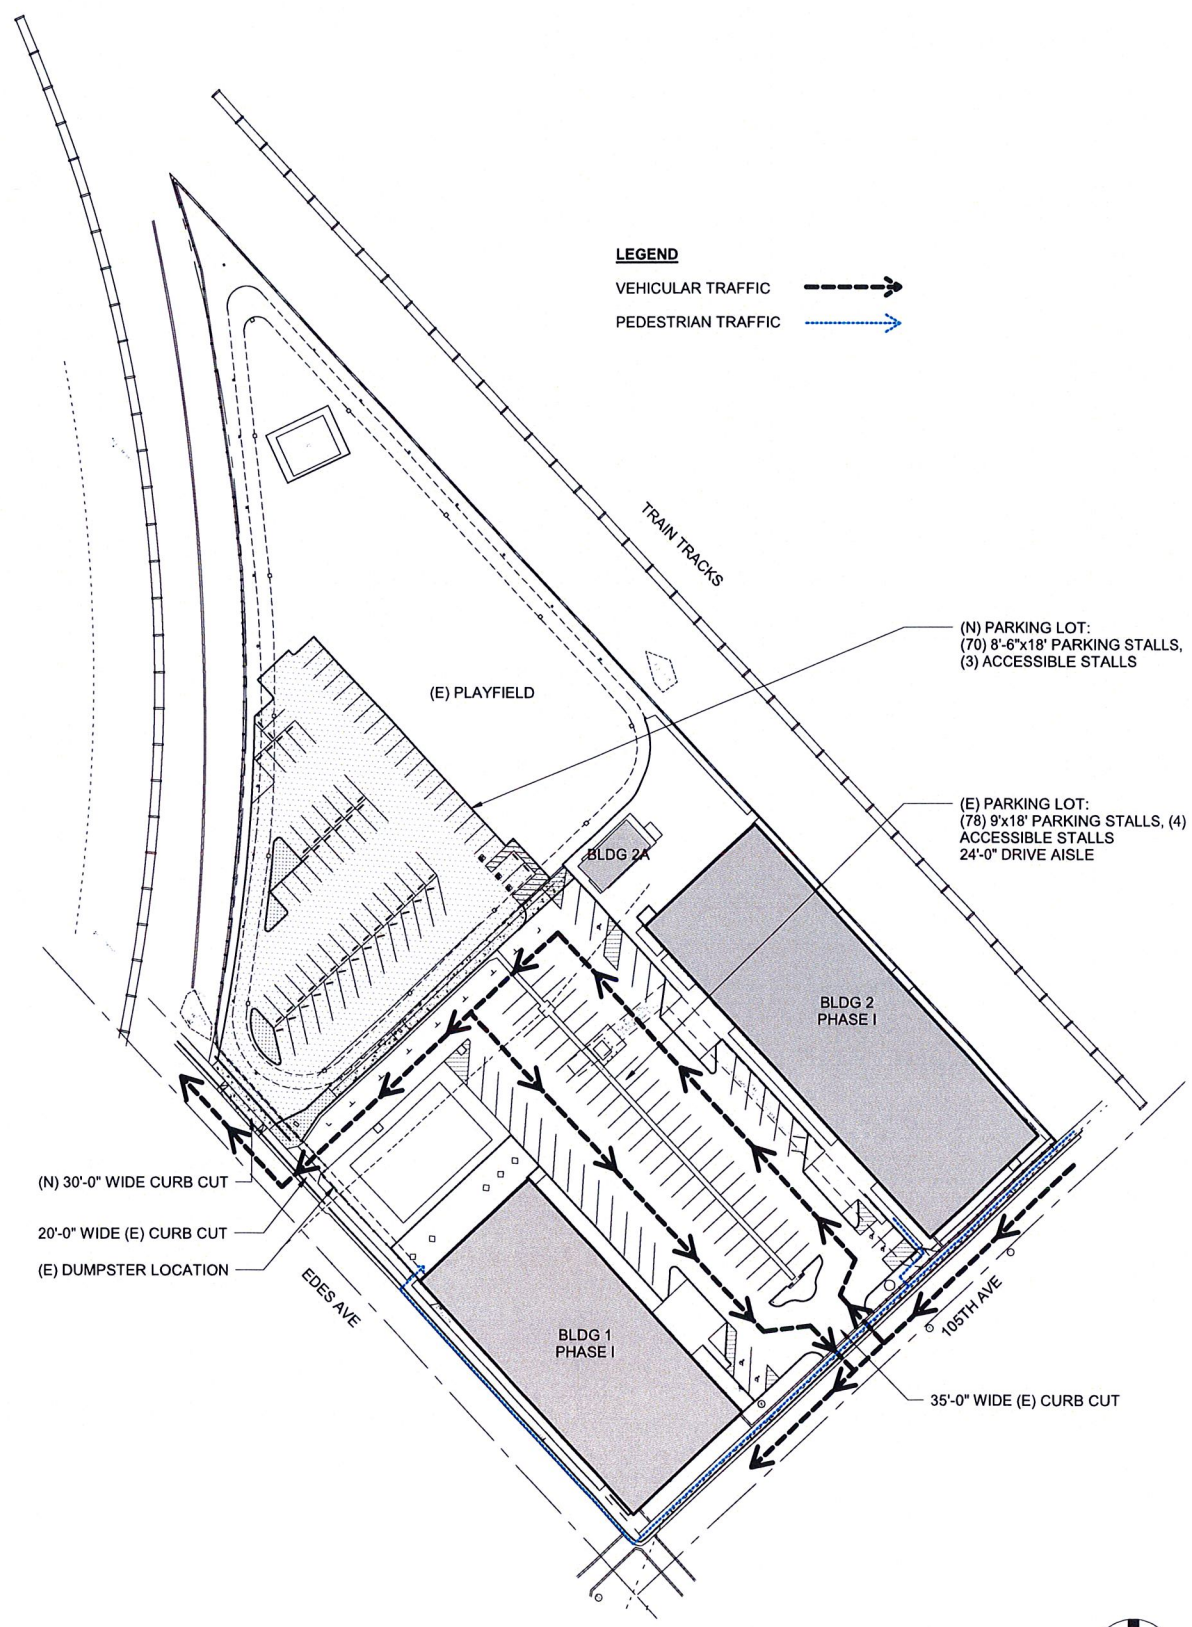 LEGEND
VEHICULAR TRAFFIC
PEDESTRIAN TRAFFIC
TRAIN TRACKS
(N) PARKING LOT:
(70) 8'-6"x18' PARKING STALLS,
(3) ACCESSIBLE STALLS
(E) PLAYFIELD
(E) PARKING LOT:
(78) 9'x18' PARKING STALLS, (4)
ACCESSIBLE STALLS
24'-0" DRIVE AISLE
BLDG 2A
BLDG 2
PHASE I
(N) 30'-0" WIDE CURB CUT
20'-0" WIDE (E) CURB CUT
(E) DUMPSTER LOCATION
EDES AVE
105TH AVE
BLDG 1
PHASE I
35'-0" WIDE (E) CURB CUT